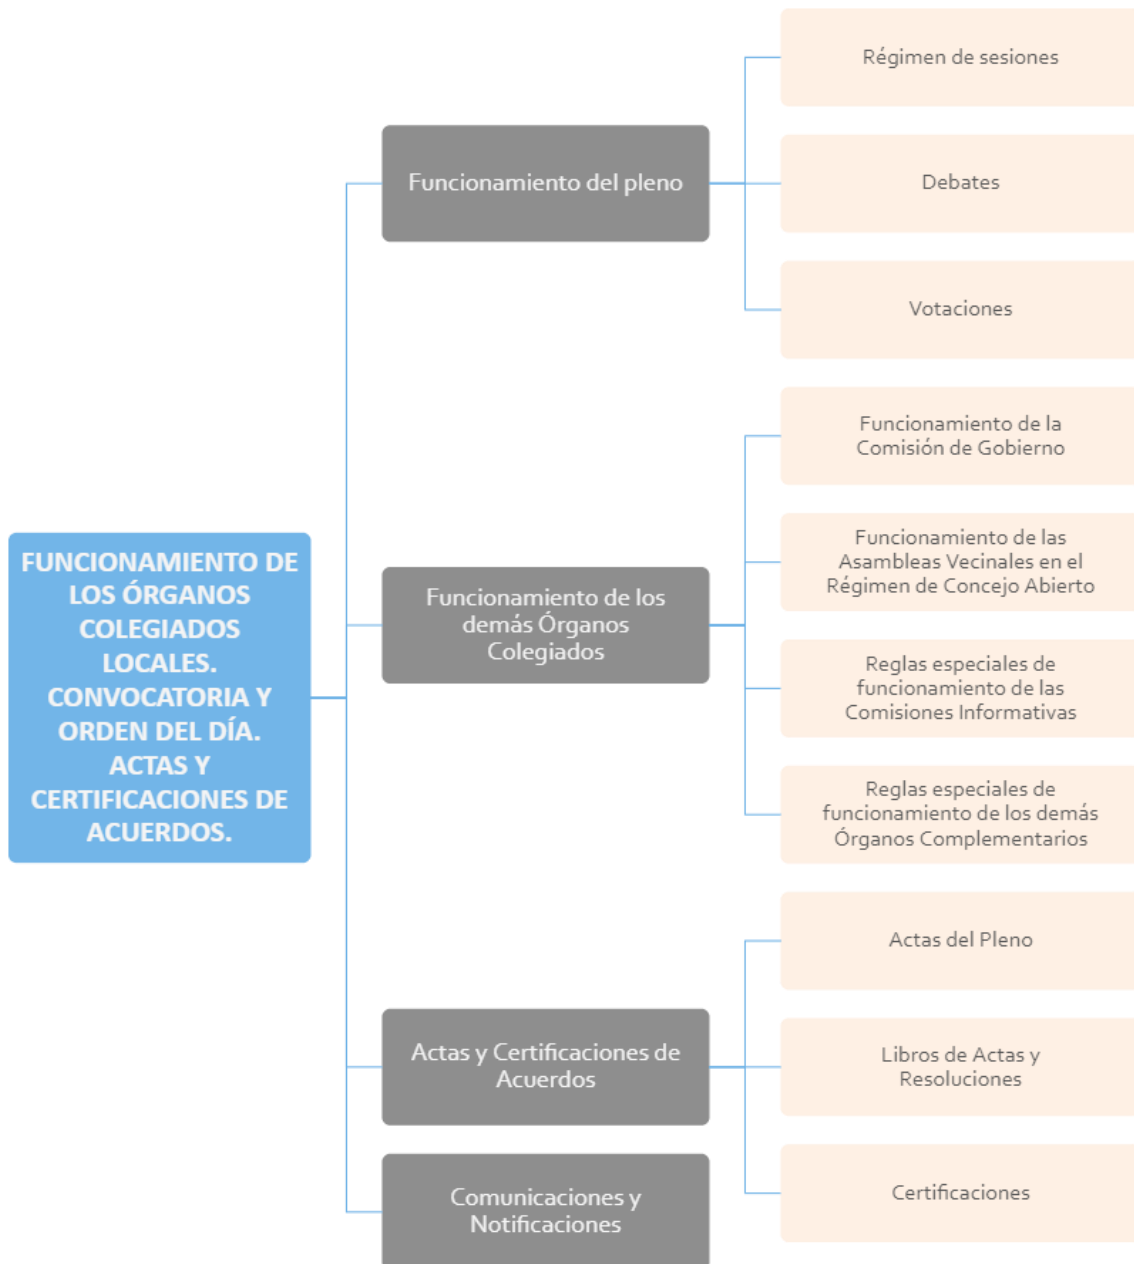 FUNCIONAMIENTO DE
LOS ÓRGANOS
COLEGIADOS
LOCALES.
CONVOCATORIA Y
ORDEN DEL DÍA.
ACTAS Y
CERTIFICACIONES DE
ACUERDOS.
Funcionamiento del pleno
Régimen de sesiones
Debates
Votaciones
Funcionamiento de los
demás Órganos
Colegiados
Funcionamiento de la
Comisión de Gobierno
Funcionamiento de las
Asambleas Vecinales en el
Régimen de Concejo Abierto
Reglas especiales de
funcionamiento de las
Comisiones Informativas
Reglas especiales de
funcionamiento de los demás
Órganos Complementarios
Actas y Certificaciones de
Acuerdos
Actas del Pleno
Libros de Actas y
Resoluciones
Certificaciones
Comunicaciones y
Notificaciones